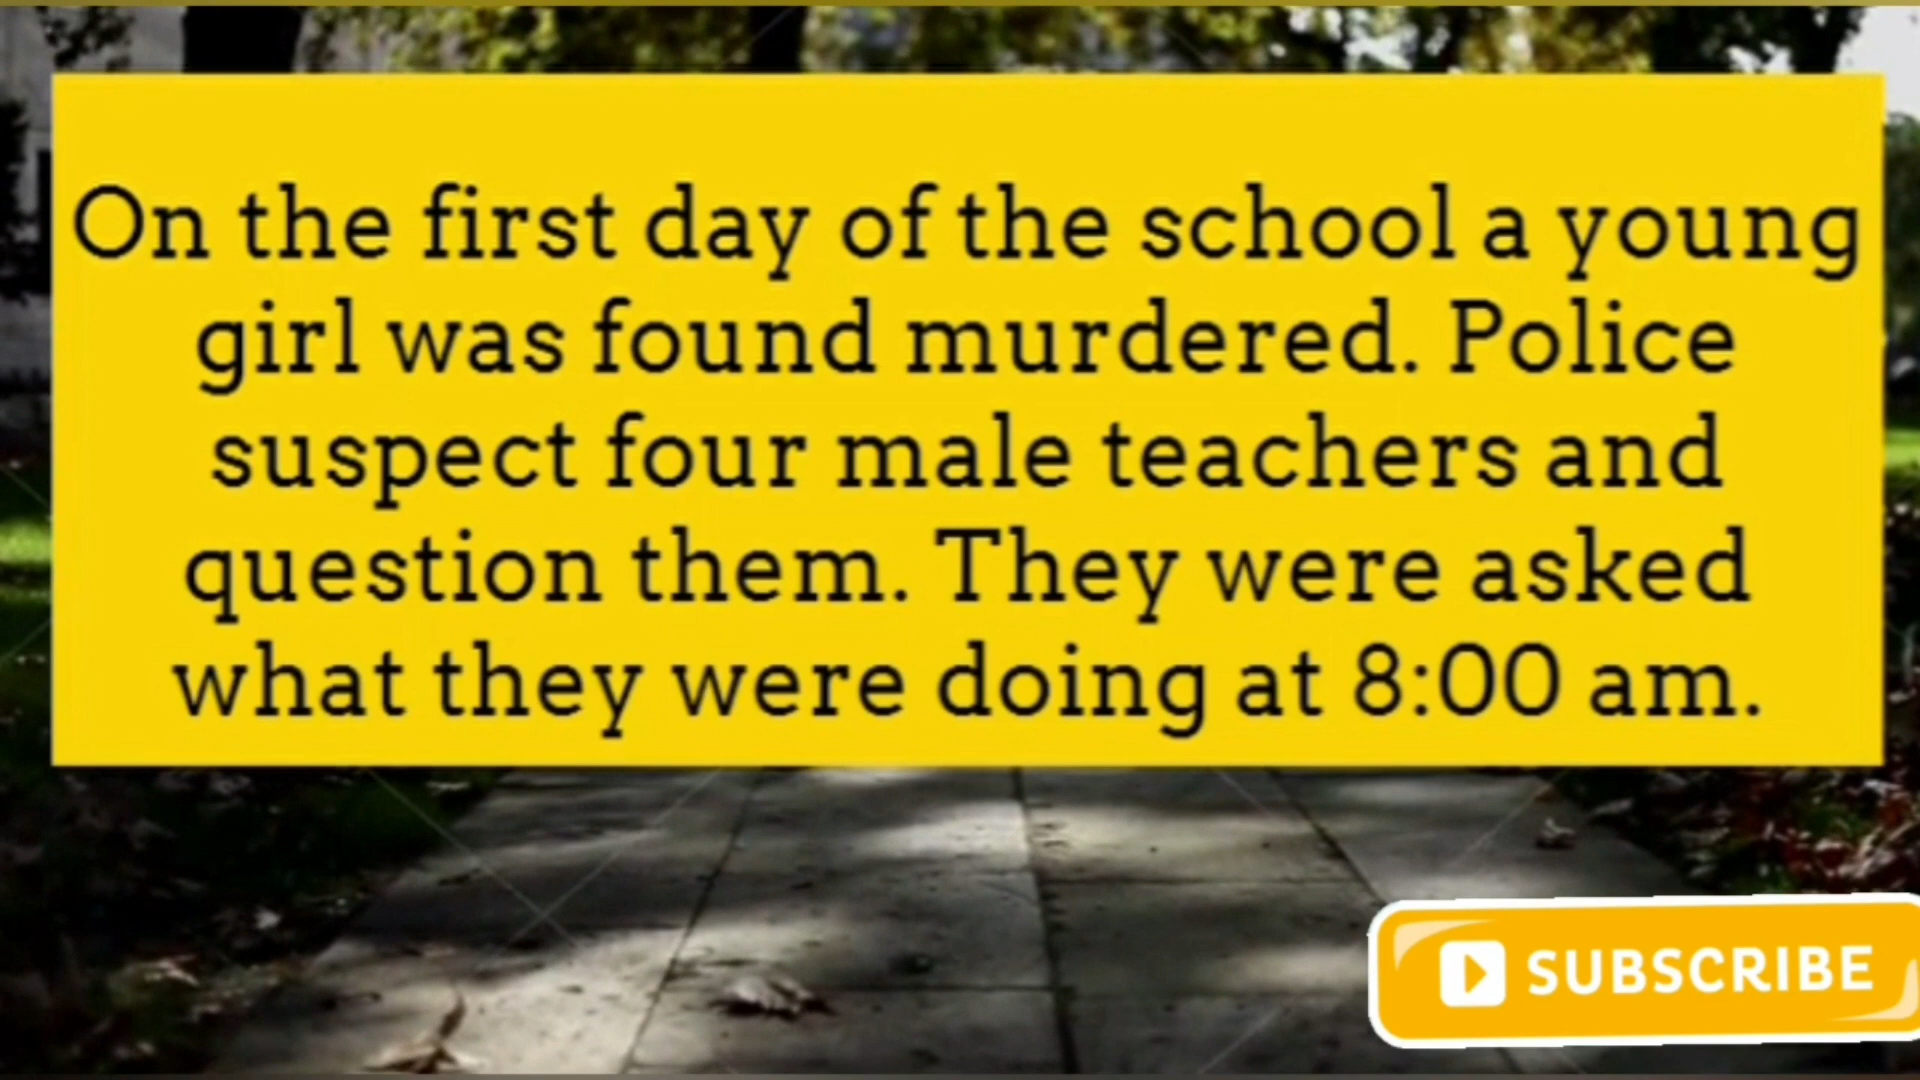 On the first day of the school a young
girl was found murdered. Police
suspect four male teachers and
question them. They were asked
what they were doing at 8:00 am.
SUBSCRIBE